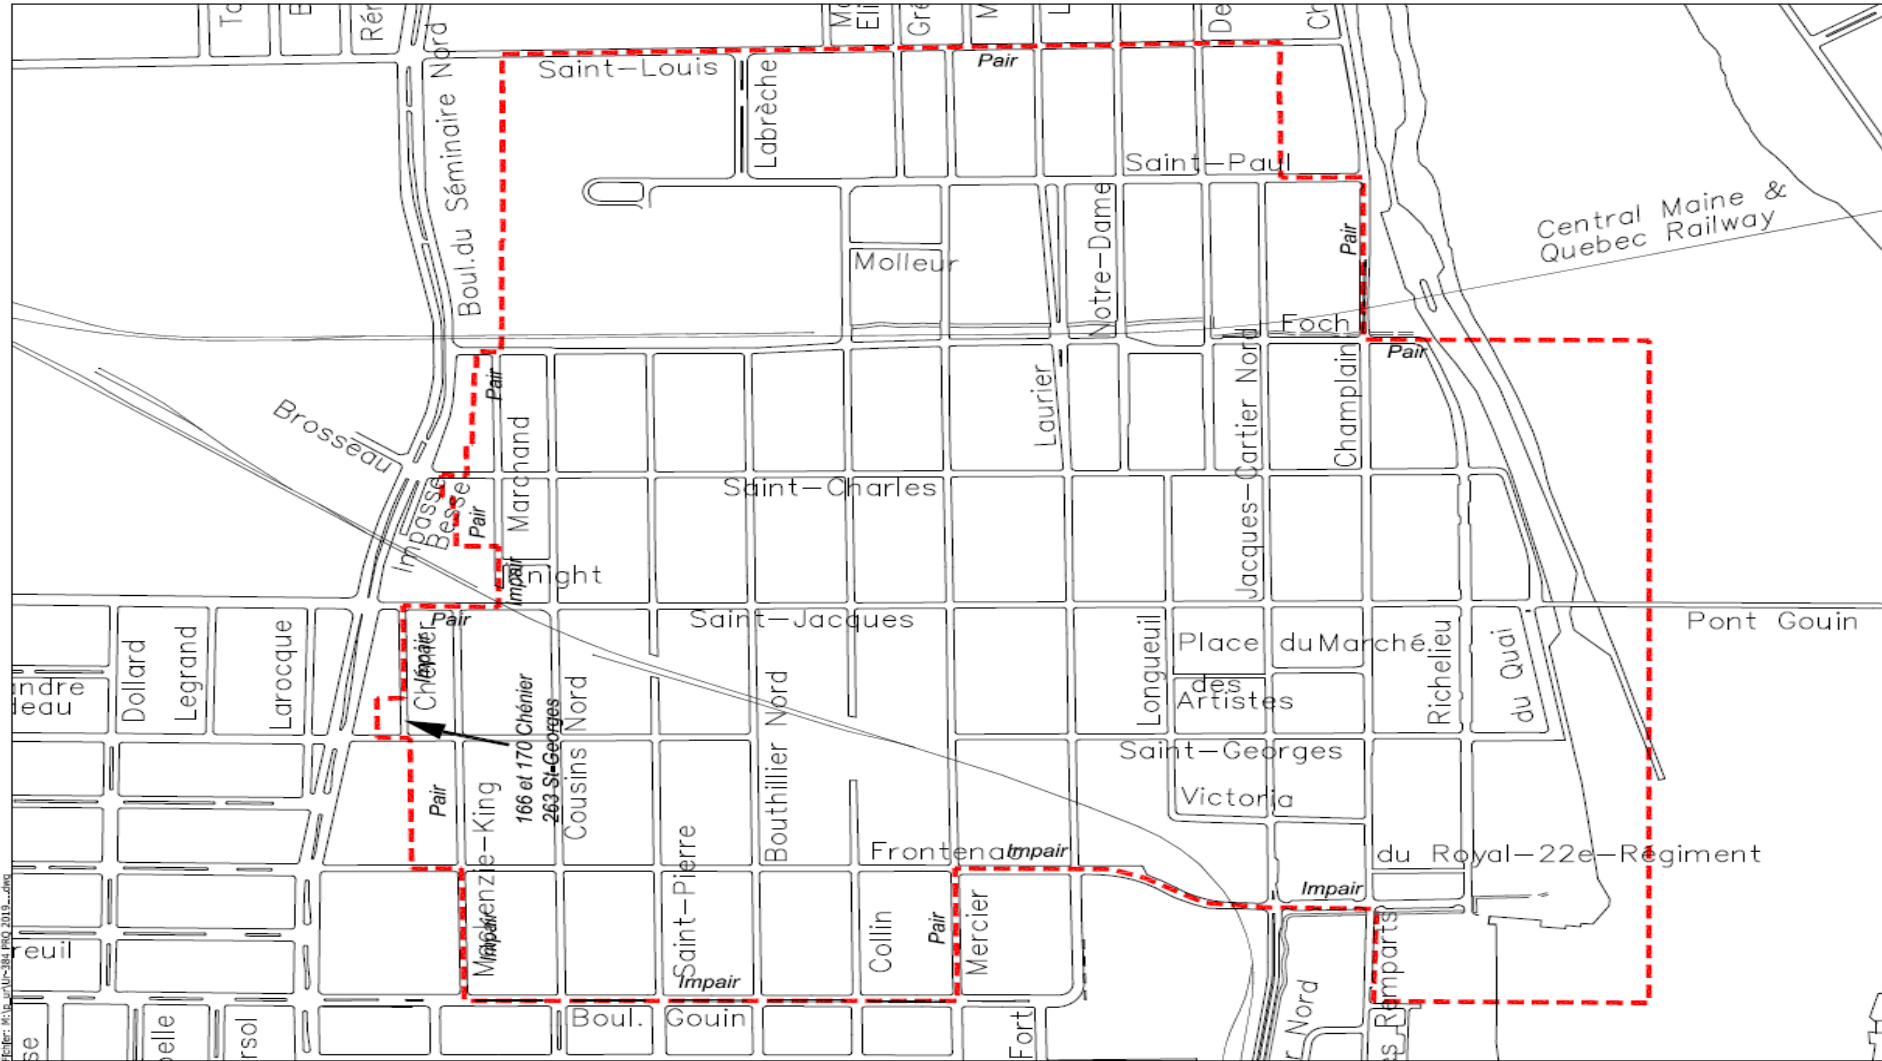 Saint-Louis
Pair
Boul.du Séminaire Nord
Labrèche
Saint-Paul
Notre-Dame
Pair
Central Maine &
Quebec Railway
Molleur
Foch
Pair
Pair
Marchand
Laurier
Jacques-Cartier Nord
Champlain
Brosseau
Impasse
Besse
Pair
Saint-Charles
Impair
Saint-Jacques
Pair
Impair
Chénier
Pont Gouin
Dollard
Legrand
Larocque
Longueuil
Place du Marché.
des
Artistes
Richelieu
du Quai
166 et 170 Chénier
263 St-Georges
Cousins Nord
Bouthillier Nord
Saint-Georges
Pair
Victoria
Mackenzie-King
Impair
Saint-Pierre
Frontenac
Impair
du Royal-22e-Régiment
Impair
Collin
Pair
Mercier
Impair
Boul. Gouin
Fort
Remparts
Nord